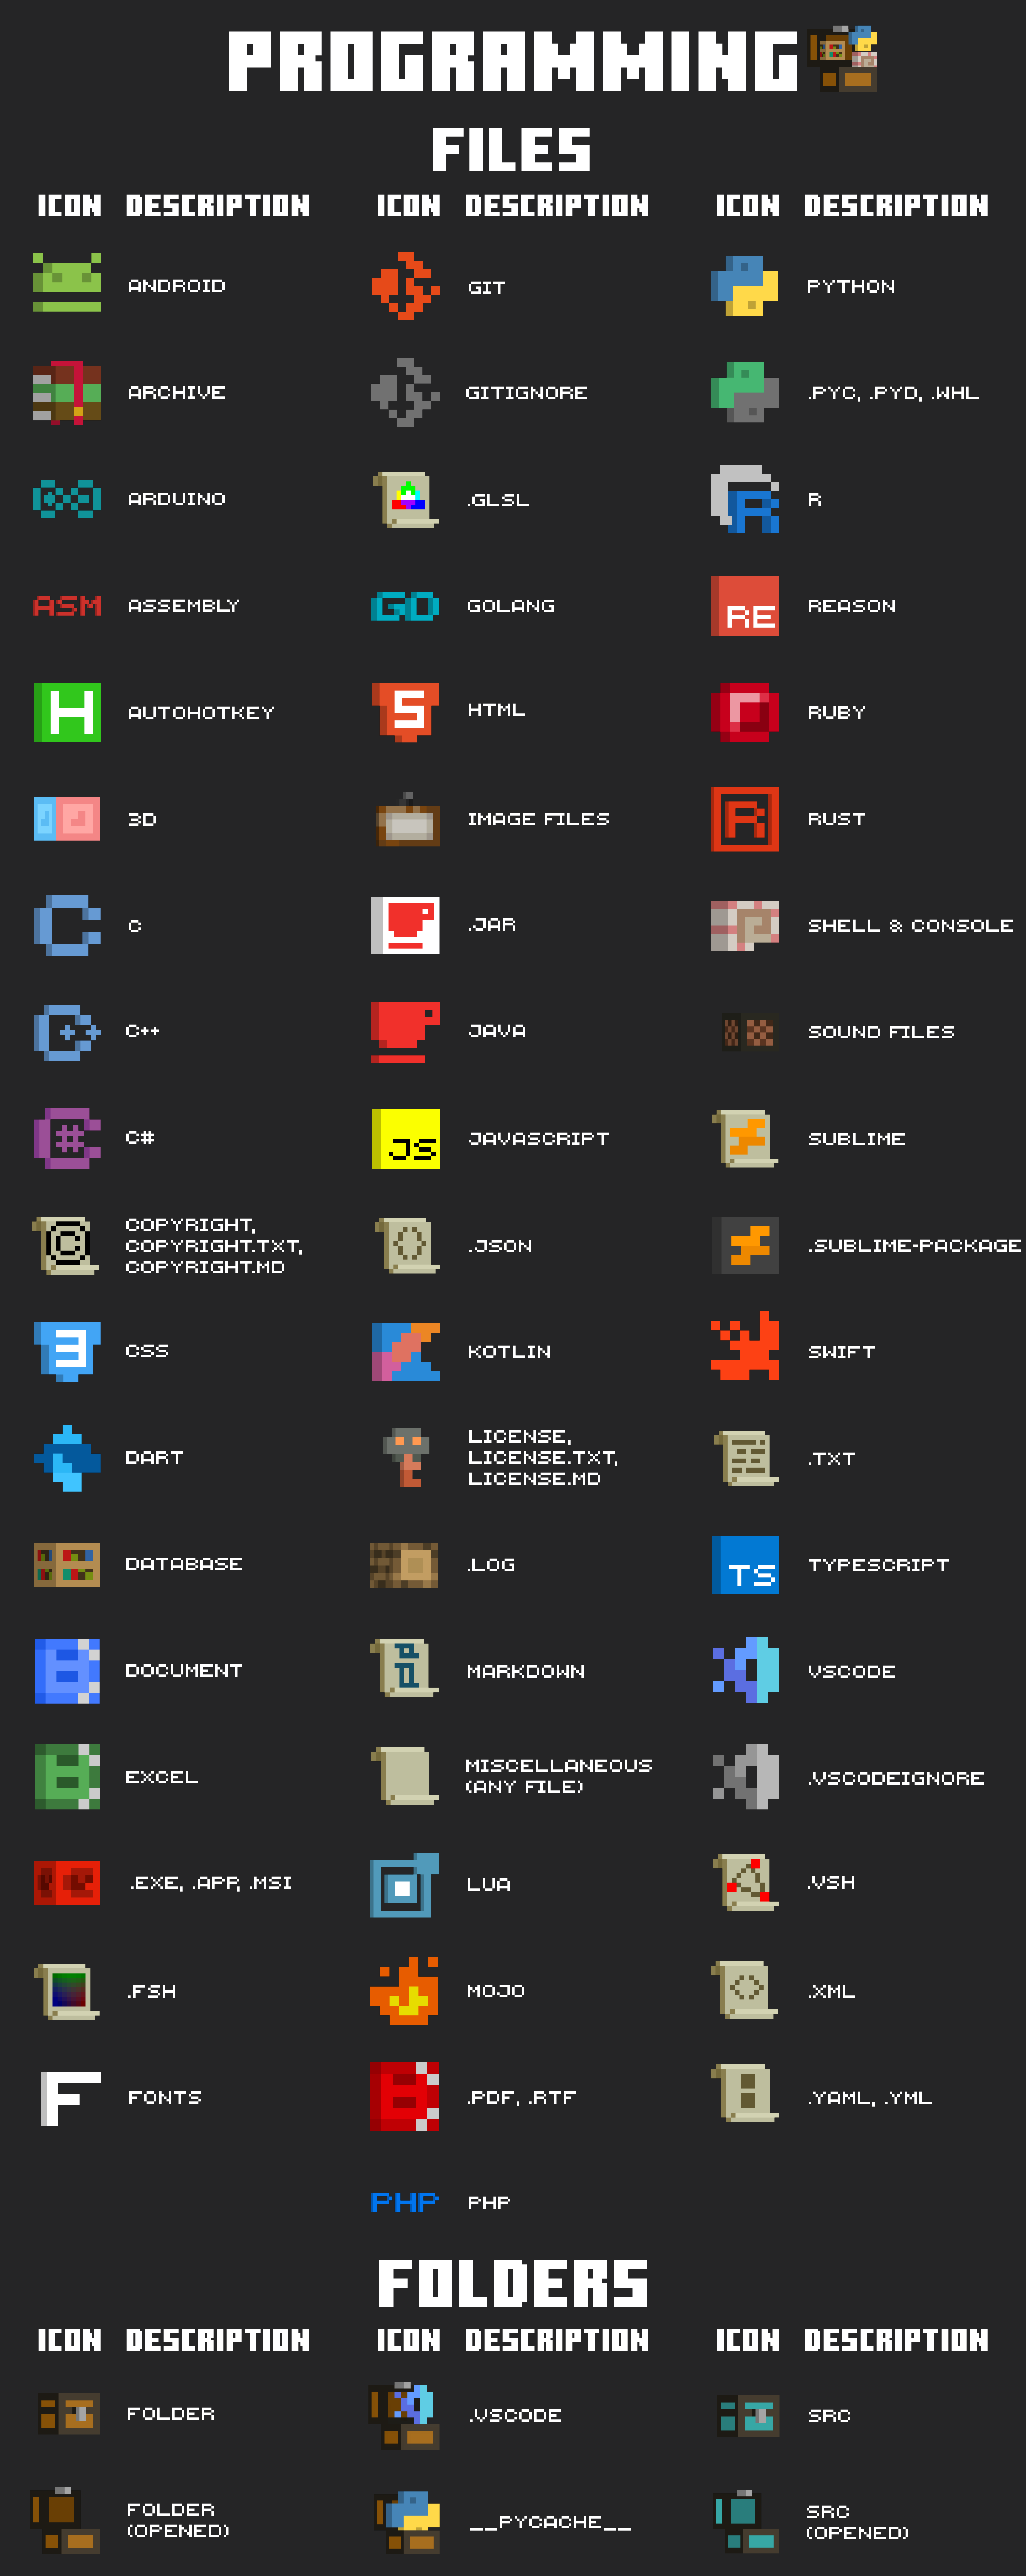 PROGRAMMING
FILES
ICON DESCRIPTION ICON DESCRIPTION ICON DESCRIPTION
ANDROID GIT PYTHON
ARCHIVE GITIGNORE .PYC, .PYD, .WHL
ARDUINO .GLSL R
ASM ASSEMBLY GO GOLANG RE REASON
H AUTOHOTKEY 5 HTML RUBY
3D IMAGE FILES R RUST
C C .JAR SHELL & CONSOLE
C++ C++ JAVA SOUND FILES
C# C# JS JAVASCRIPT SUBLIME
© COPYRIGHT,
COPYRIGHT.TXT,
COPYRIGHT.MD
() .JSON .SUBLIME-PACKAGE
3 CSS KOTLIN SWIFT
DART LICENSE,
LICENSE.TXT,
LICENSE.MD
.TXT
DATABASE .LOG TS TYPESCRIPT
DOCUMENT MARKDOWN VSCODE
EXCEL MISCELLANEOUS
(ANY FILE)
.VSCODEIGNORE
.EXE, .APP, .MSI LUA .VSH
.FSH MOJO <> .XML
F FONTS .PDF, .RTF : .YAML, .YML
PHP PHP
FOLDERS
ICON DESCRIPTION ICON DESCRIPTION ICON DESCRIPTION
FOLDER .VSCODE SRC
FOLDER
(OPENED)
__PYCACHE__
SRC
(OPENED)